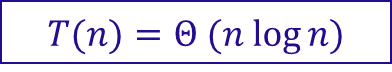 T(n) = Θ (n log n)